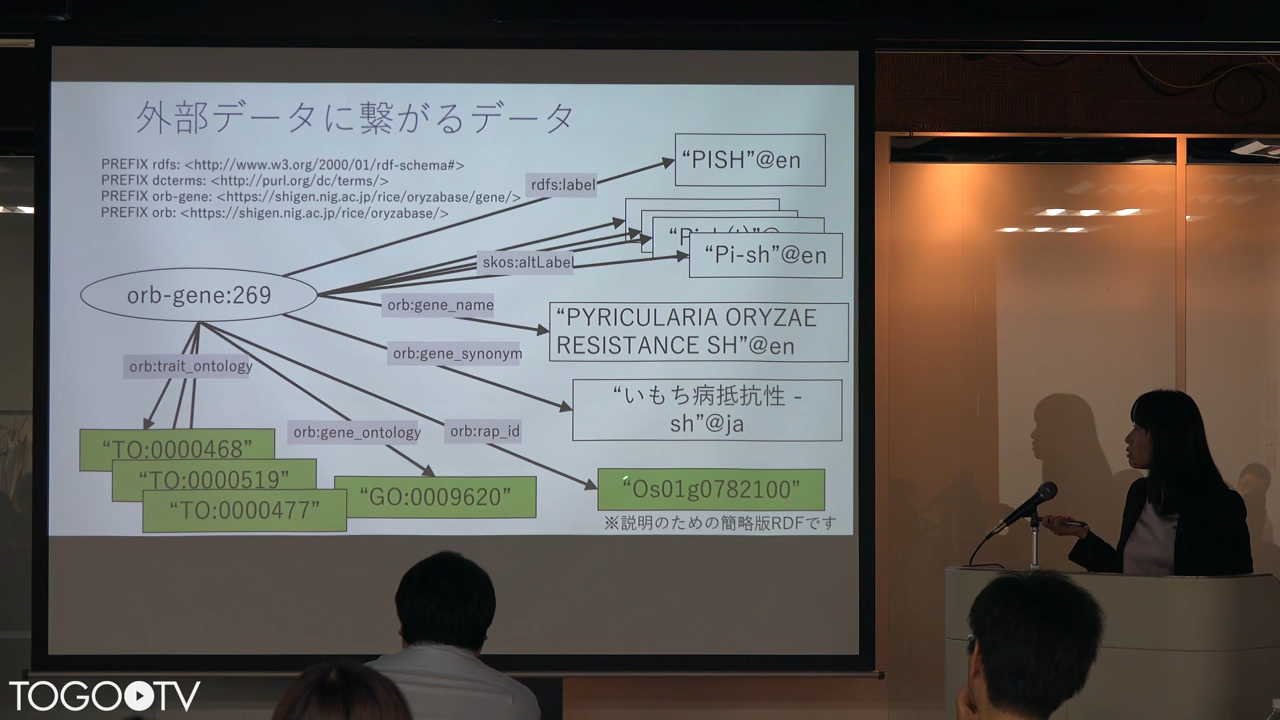 外部データに繋がるデータ
PREFIX rdfs: <http://www.w3.org/2000/01/rdf-schema#>
PREFIX dcterms: <http://purl.org/dc/terms/>
PREFIX orb-gene: <https://shigen.nig.ac.jp/rice/oryzabase/gene/>
PREFIX orb: <https://shigen.nig.ac.jp/rice/oryzabase/>
rdfs:label
“PISH”@en
skos:altLabel
“Pi-sh”@en
orb-gene:269
orb:gene_name
“PYRICULARIA ORYZAE
RESISTANCE SH”@en
orb:gene_synonym
“いもち病抵抗性 -
sh”@ja
orb:trait_ontology
orb:gene_ontology
orb:rap_id
“TO:0000468”
“TO:0000519”
“TO:0000477”
“GO:0009620”
“Os01g0782100”
※説明のための簡略版RDFです
TOGO TV